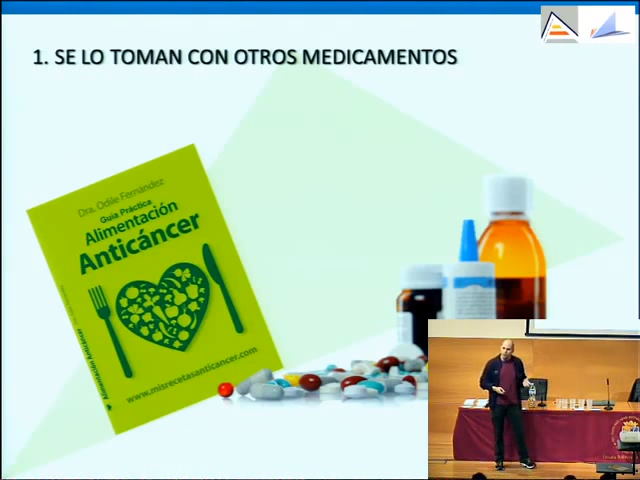 1. SE LO TOMAN CON OTROS MEDICAMENTOS
Dra. Odile Fernández
Guía Práctica
Alimentación
Anticáncer
www.misrecetasanticancer.com
Alimentación Anticáncer